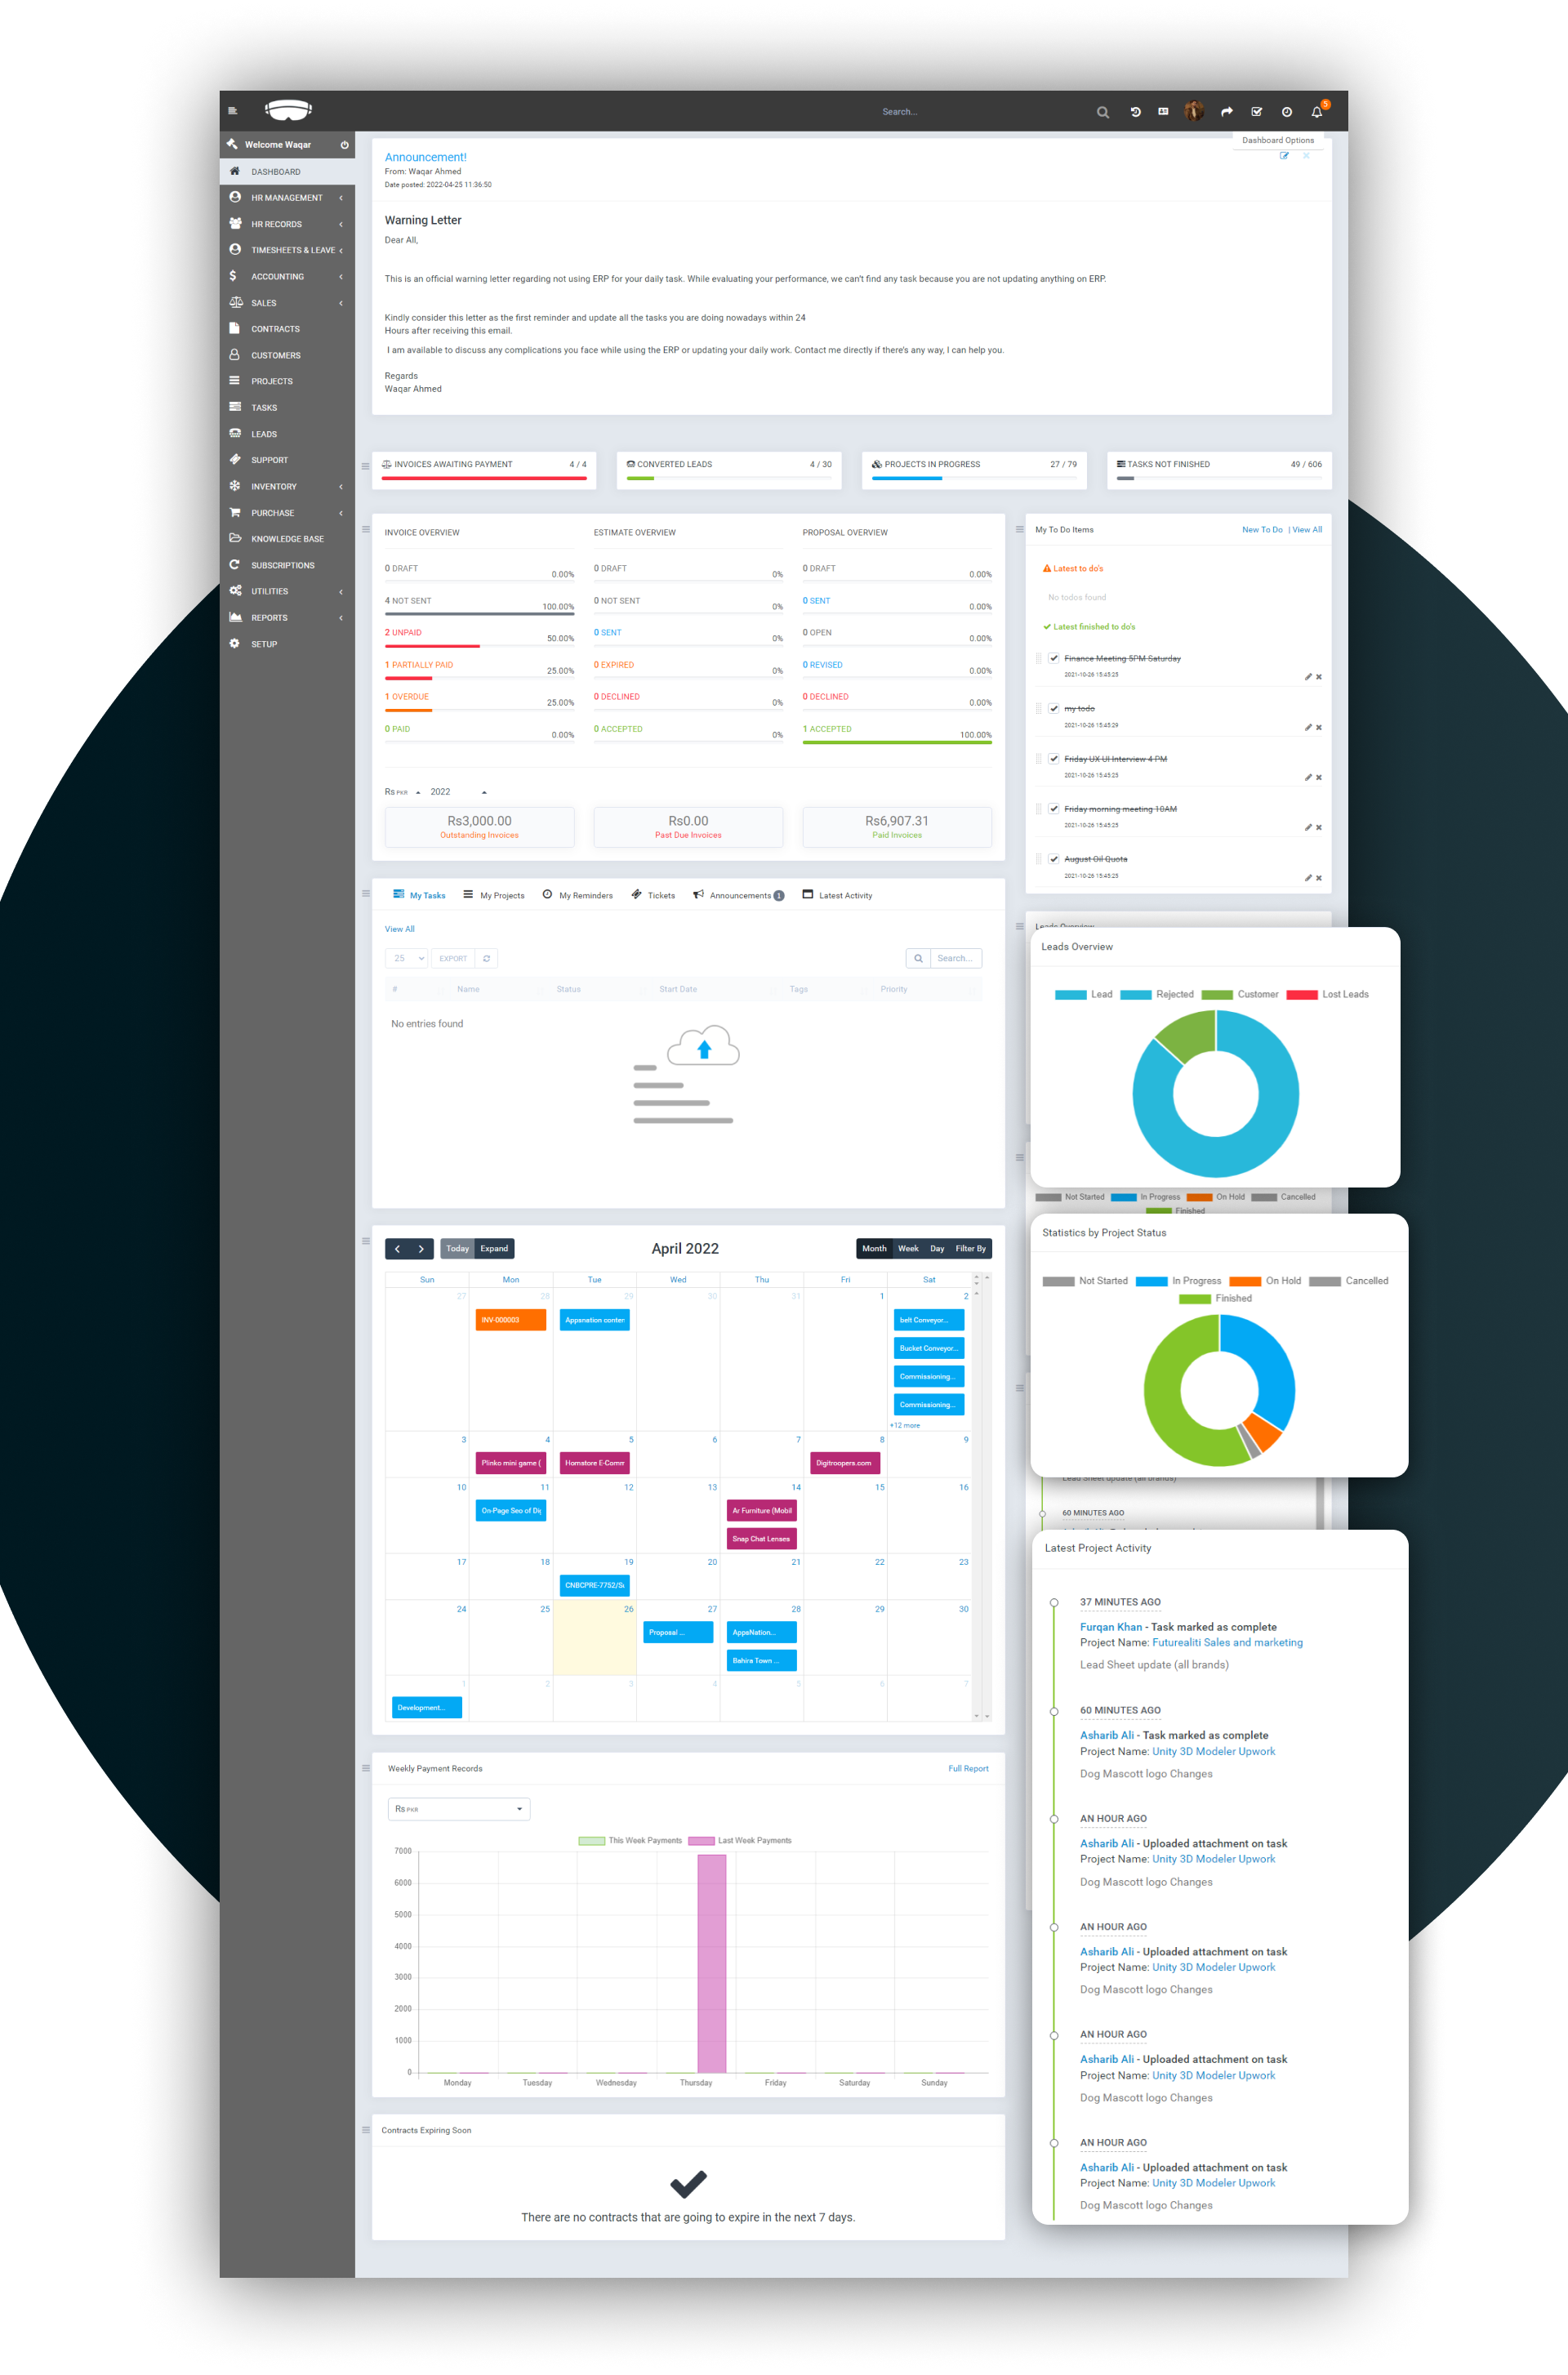 Search...
5
Welcome Waqar
DASHBOARD
HR MANAGEMENT
HR RECORDS
TIMESHEETS & LEAVE
ACCOUNTING
SALES
CONTRACTS
CUSTOMERS
PROJECTS
TASKS
LEADS
SUPPORT
INVENTORY
PURCHASE
KNOWLEDGE BASE
SUBSCRIPTIONS
UTILITIES
REPORTS
SETUP
Dashboard Options
Announcement!
From: Waqar Ahmed
Date posted: 2022-04-25 11:36:50
Warning Letter
Dear All,
This is an official warning letter regarding not using ERP for your daily task. While evaluating your performance, we can't find any task because you are not updating anything on ERP.
Kindly consider this letter as the first reminder and update all the tasks you are doing nowadays within 24
Hours after receiving this email.
I am available to discuss any complications you face while using the ERP or updating your daily work. Contact me directly if there's any way, I can help you.
Regards
Waqar Ahmed
INVOICES AWAITING PAYMENT 4 / 4
CONVERTED LEADS 4 / 30
PROJECTS IN PROGRESS 27 / 79
TASKS NOT FINISHED 49 / 606
INVOICE OVERVIEW
0 DRAFT 0.00%
4 NOT SENT 100.00%
2 UNPAID 50.00%
1 PARTIALLY PAID 25.00%
1 OVERDUE 25.00%
0 PAID 0.00%
ESTIMATE OVERVIEW
0 DRAFT 0%
0 NOT SENT 0%
0 SENT 0%
0 EXPIRED 0%
0 DECLINED 0%
0 ACCEPTED 0%
PROPOSAL OVERVIEW
0 DRAFT 0.00%
0 SENT 0.00%
0 OPEN 0.00%
0 REVISED 0.00%
0 DECLINED 0.00%
1 ACCEPTED 100.00%
Rs PKR 2022
Rs3,000.00
Outstanding Invoices
Rs0.00
Past Due Invoices
Rs6,907.31
Paid Invoices
My To Do Items New To Do | View All
Latest to do's
No todos found
Latest finished to do's
Finance Meeting 5PM Saturday
2021-10-26 15:45:25
my todo
2021-10-26 15:45:29
Friday UX UI Interview 4 PM
2021-10-26 15:45:25
Friday morning meeting 10AM
2021-10-26 15:45:25
August Oil Quota
2021-10-26 15:45:25
My Tasks My Projects My Reminders Tickets Announcements 1 Latest Activity
View All
25 EXPORT Search...
# Name Status Start Date Tags Priority
No entries found
Leads Overview
Leads Overview
Lead Rejected Customer Lost Leads
Not Started In Progress On Hold Cancelled
Finished
Statistics by Project Status
Not Started In Progress On Hold Cancelled
Finished
Today Expand April 2022 Month Week Day Filter By
Sun Mon Tue Wed Thu Fri Sat
27 28 29 30 31 1 2
INV-000003 Appsnation conten belt Conveyor...
Bucket Conveyor...
Commissioning...
Commissioning...
+12 more
3 4 5 6 7 8 9
Plinko mini game ( Homstore E-Comm Digitroopers.com
10 11 12 13 14 15 16
On-Page Seo of Dig Ar Furniture (Mobil
Snap Chat Lenses
17 18 19 20 21 22 23
CNBCPRE-7752/Su
24 25 26 27 28 29 30
Proposal ... AppsNation...
Bahira Town ...
1 2 3 4 5 6 7
Development...
Lead Sheet update (all brands)
60 MINUTES AGO
Latest Project Activity
37 MINUTES AGO
Furqan Khan - Task marked as complete
Project Name: Futurealiti Sales and marketing
Lead Sheet update (all brands)
60 MINUTES AGO
Asharib Ali - Task marked as complete
Project Name: Unity 3D Modeler Upwork
Dog Mascott logo Changes
AN HOUR AGO
Asharib Ali - Uploaded attachment on task
Project Name: Unity 3D Modeler Upwork
Dog Mascott logo Changes
AN HOUR AGO
Asharib Ali - Uploaded attachment on task
Project Name: Unity 3D Modeler Upwork
Dog Mascott logo Changes
AN HOUR AGO
Asharib Ali - Uploaded attachment on task
Project Name: Unity 3D Modeler Upwork
Dog Mascott logo Changes
AN HOUR AGO
Asharib Ali - Uploaded attachment on task
Project Name: Unity 3D Modeler Upwork
Dog Mascott logo Changes
Weekly Payment Records Full Report
Rs PKR
This Week Payments Last Week Payments
7000
6000
5000
4000
3000
2000
1000
0
Monday Tuesday Wednesday Thursday Friday Saturday Sunday
Contracts Expiring Soon
There are no contracts that are going to expire in the next 7 days.